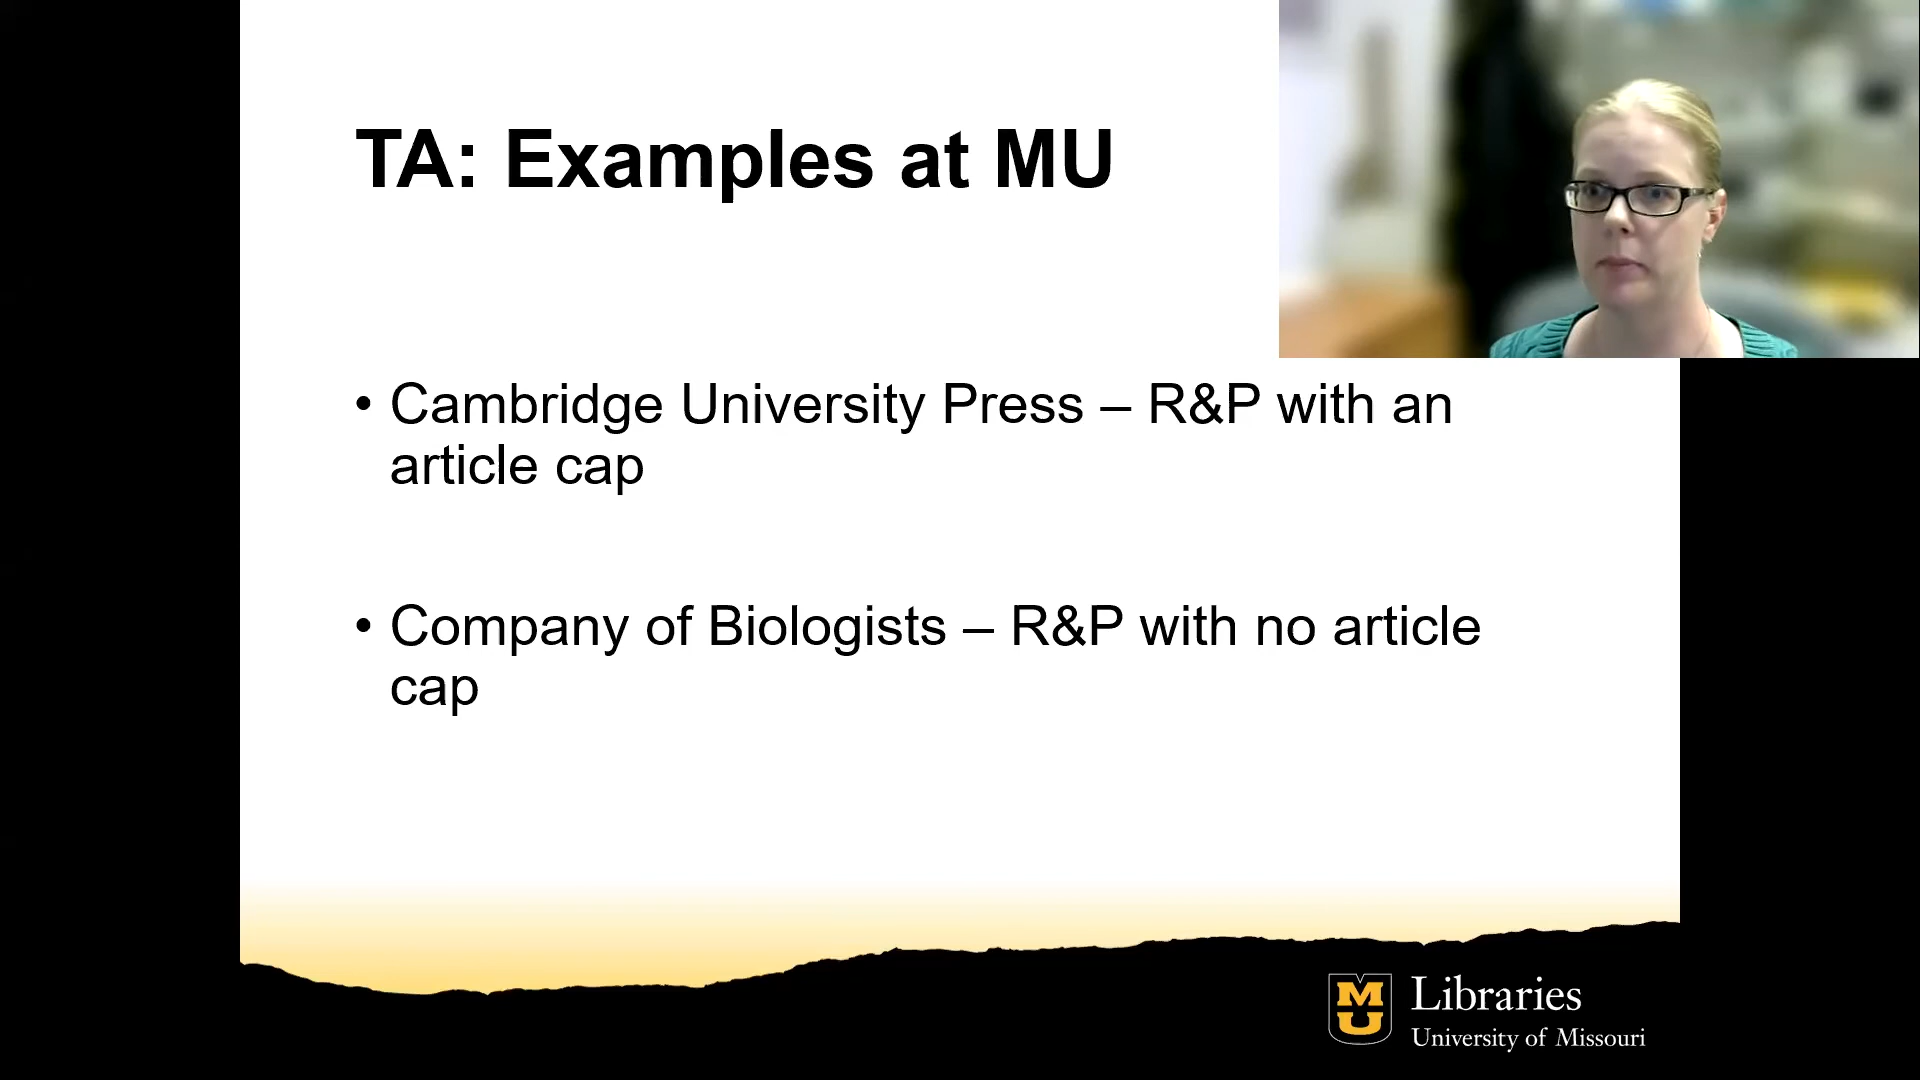 TA: Examples at MU
• Cambridge University Press – R&P with an
article cap
• Company of Biologists – R&P with no article
cap
MU
Libraries
University of Missouri